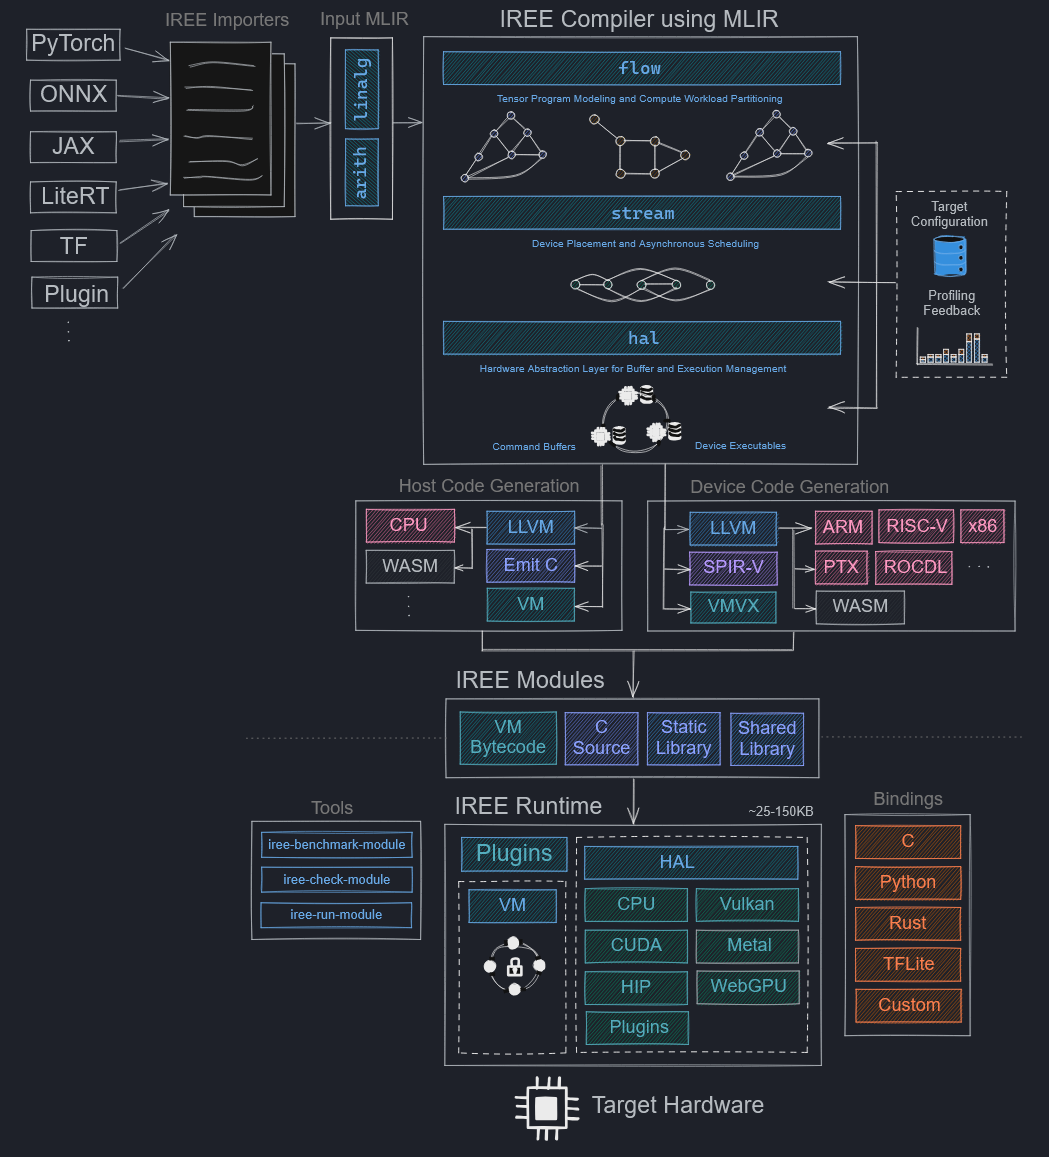 IREE Importers
Input MLIR
IREE Compiler using MLIR
PyTorch
ONNX
JAX
LiteRT
TF
Plugin
linalg
arith
flow
Tensor Program Modeling and Compute Workload Partitioning
stream
Device Placement and Asynchronous Scheduling
hal
Hardware Abstraction Layer for Buffer and Execution Management
Command Buffers
Device Executables
Target
Configuration
Profiling
Feedback
Host Code Generation
CPU
WASM
LLVM
Emit C
VM
Device Code Generation
LLVM
SPIR-V
VMVX
ARM
RISC-V
x86
PTX
ROCDL
WASM
IREE Modules
VM
Bytecode
C
Source
Static
Library
Shared
Library
Tools
iree-benchmark-module
iree-check-module
iree-run-module
IREE Runtime
~25-150KB
Plugins
VM
HAL
CPU
Vulkan
CUDA
Metal
HIP
WebGPU
Plugins
Bindings
C
Python
Rust
TFLite
Custom
Target Hardware